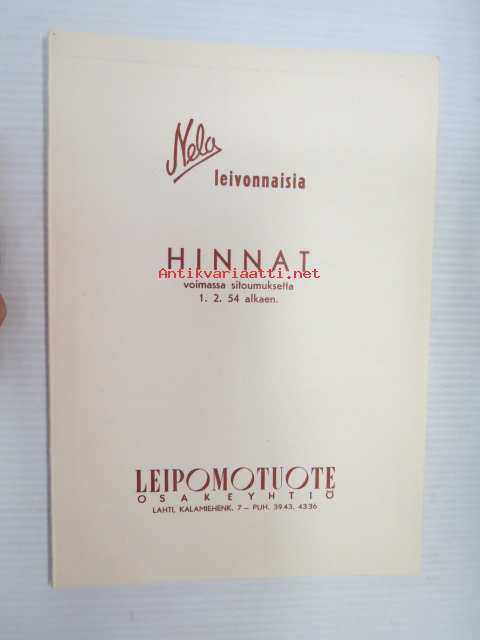 Nela
leivonnaisia
HINNAT
Antikvariaatti.net
voimassa sitoumuksetta
1. 2. 54 alkaen.
LEIPOMOTUOTE
OSAKEYHTIÖ
LAHTI, KALAMIEHENK. 7 – PUH. 3943, 4336